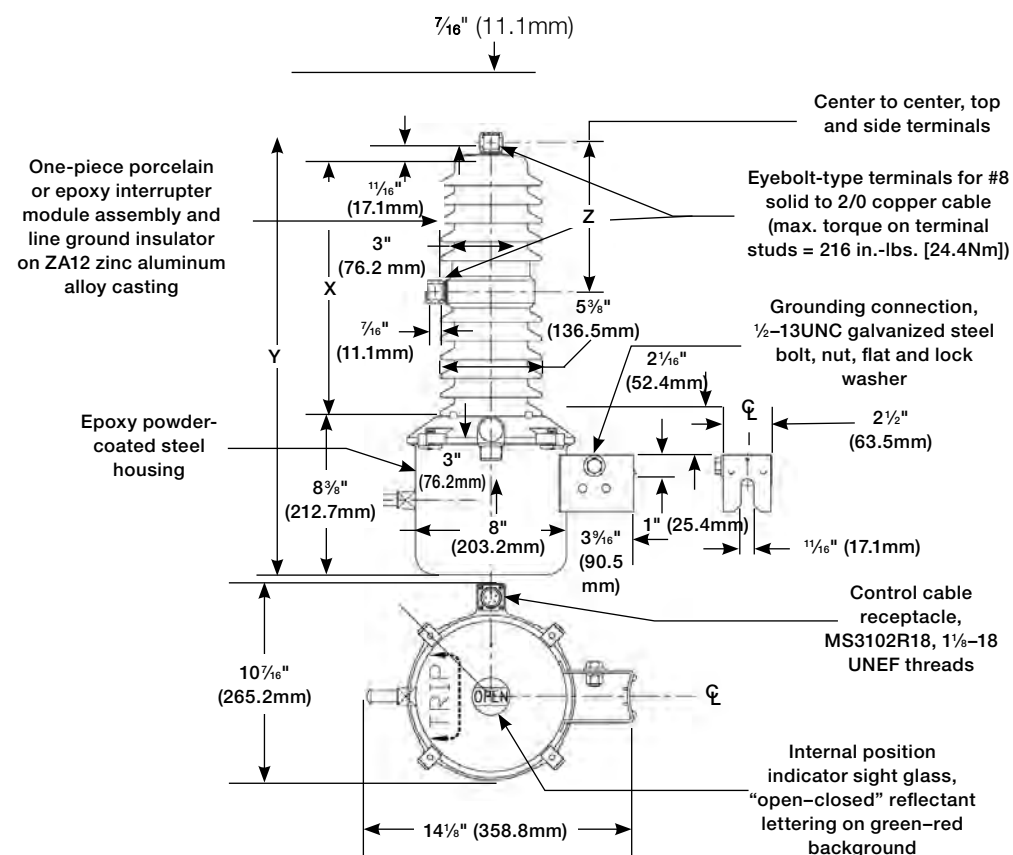 ⁷⁄₁₆" (11.1mm)
Center to center, top
and side terminals
One-piece porcelain
or epoxy interrupter
module assembly and
line ground insulator
on ZA12 zinc aluminum
alloy casting
¹¹⁄₁₆"
(17.1mm)
Z
Eyebolt-type terminals for #8
solid to 2/0 copper cable
(max. torque on terminal
studs = 216 in.-lbs. [24.4Nm])
3"
(76.2 mm)
X
5⅜"
(136.5mm)
⁷⁄₁₆"
(11.1mm)
Y
Grounding connection,
½–13UNC galvanized steel
bolt, nut, flat and lock
washer
2¹⁄₁₆"
(52.4mm)
℄
2½"
(63.5mm)
Epoxy powder-
coated steel
housing
3"
(76.2mm)
8⅜"
(212.7mm)
8"
(203.2mm)
3⁹⁄₁₆"
(90.5
mm)
1" (25.4mm)
¹¹⁄₁₆" (17.1mm)
Control cable
receptacle,
MS3102R18, 1⅛–18
UNEF threads
10⁷⁄₁₆"
(265.2mm)
TRIP
OPEN
℄
Internal position
indicator sight glass,
“open–closed” reflectant
lettering on green–red
background
14⅛" (358.8mm)